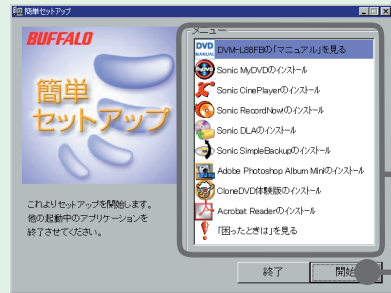 簡単セットアップ
BUFFALO
簡単
セットアップ
これよりセットアップを開始します。
他の起動中のアプリケーションを
終了させてください。
メニュー
DVD MANUAL
DVM-L88FBの「マニュアル」を見る
Sonic MyDVDのインストール
Sonic CinePlayerのインストール
Sonic RecordNow!のインストール
Sonic DLAのインストール
Sonic SimpleBackupのインストール
Adobe Photoshop Album Miniのインストール
CloneDVD体験版のインストール
Acrobat Readerのインストール
「困ったときは」を見る
終了
開始